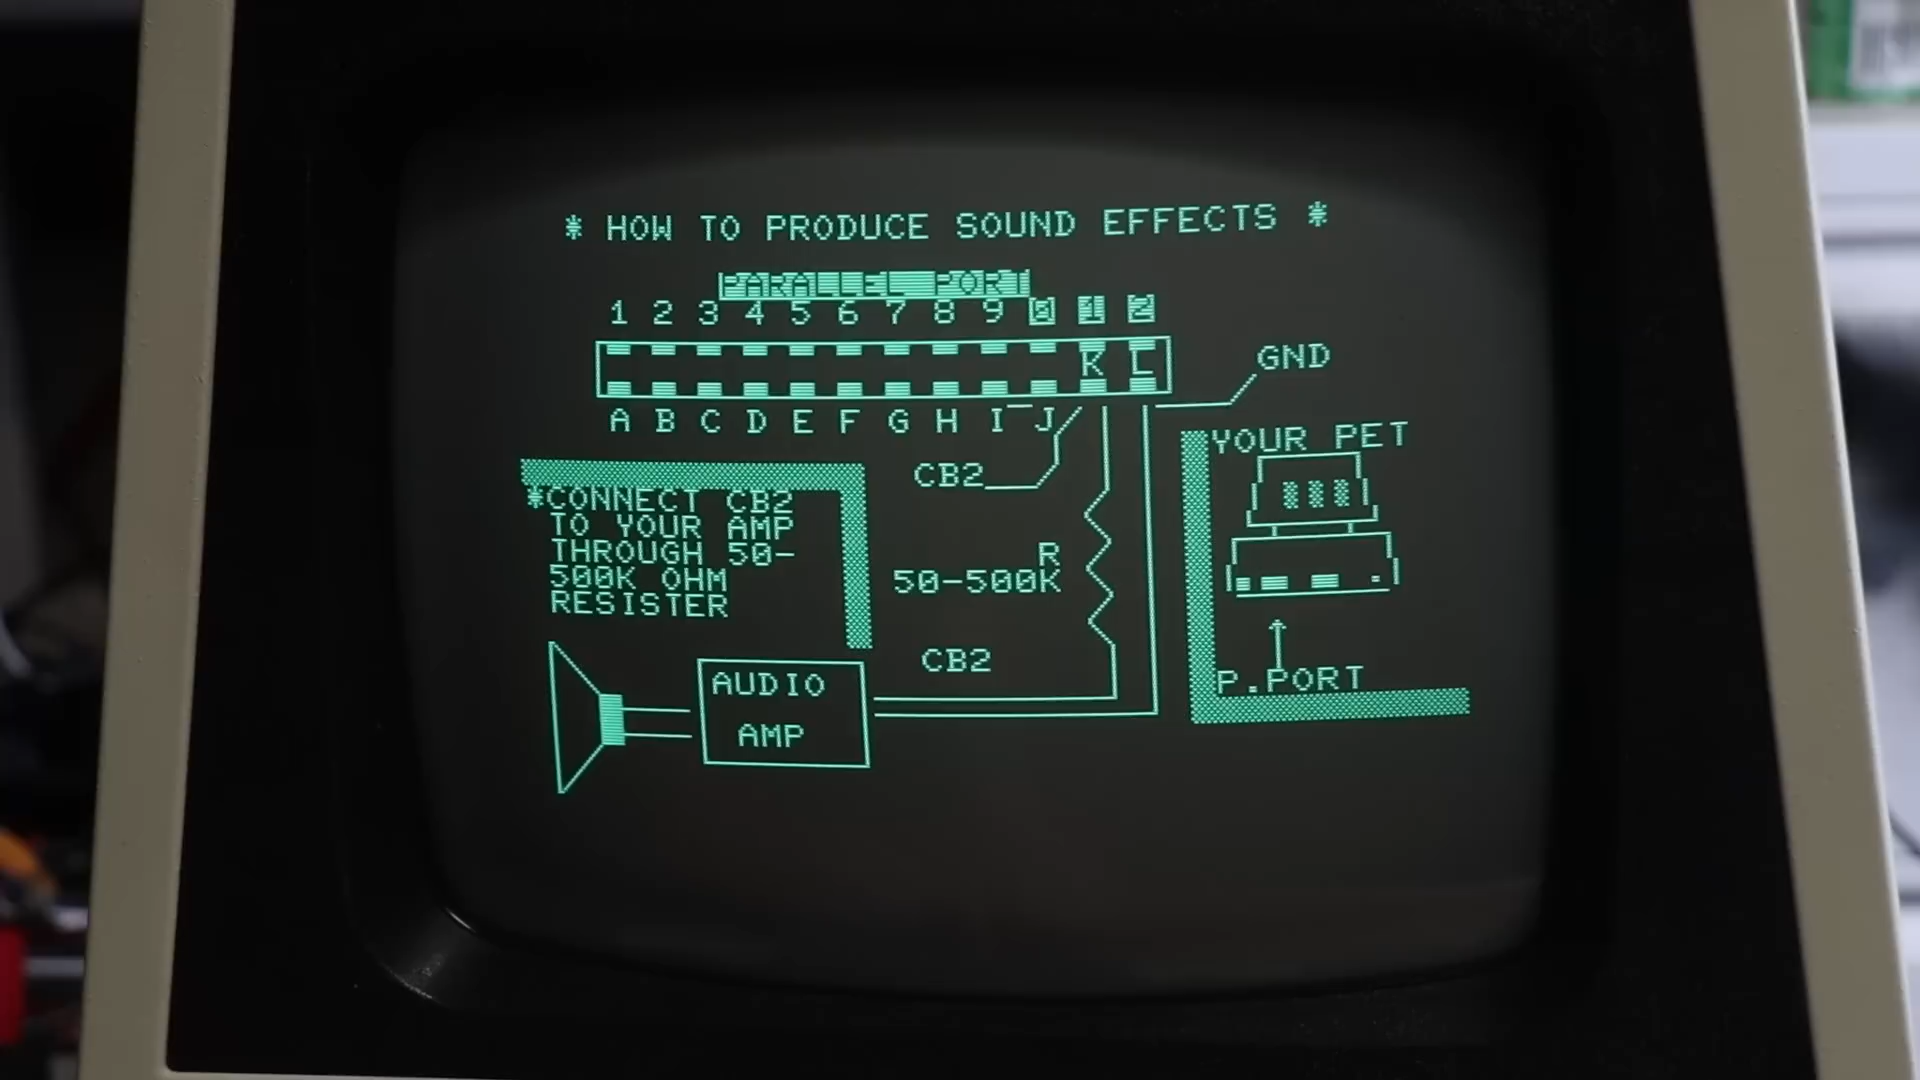 * HOW TO PRODUCE SOUND EFFECTS *
PARALLEL PORT
1 2 3 4 5 6 7 8 9 0 1 2
K L
GND
A B C D E F G H I J
CB2
YOUR PET
*CONNECT CB2
TO YOUR AMP
THROUGH 50-
500K OHM
RESISTER
R
50-500K
CB2
P.PORT
AUDIO
AMP